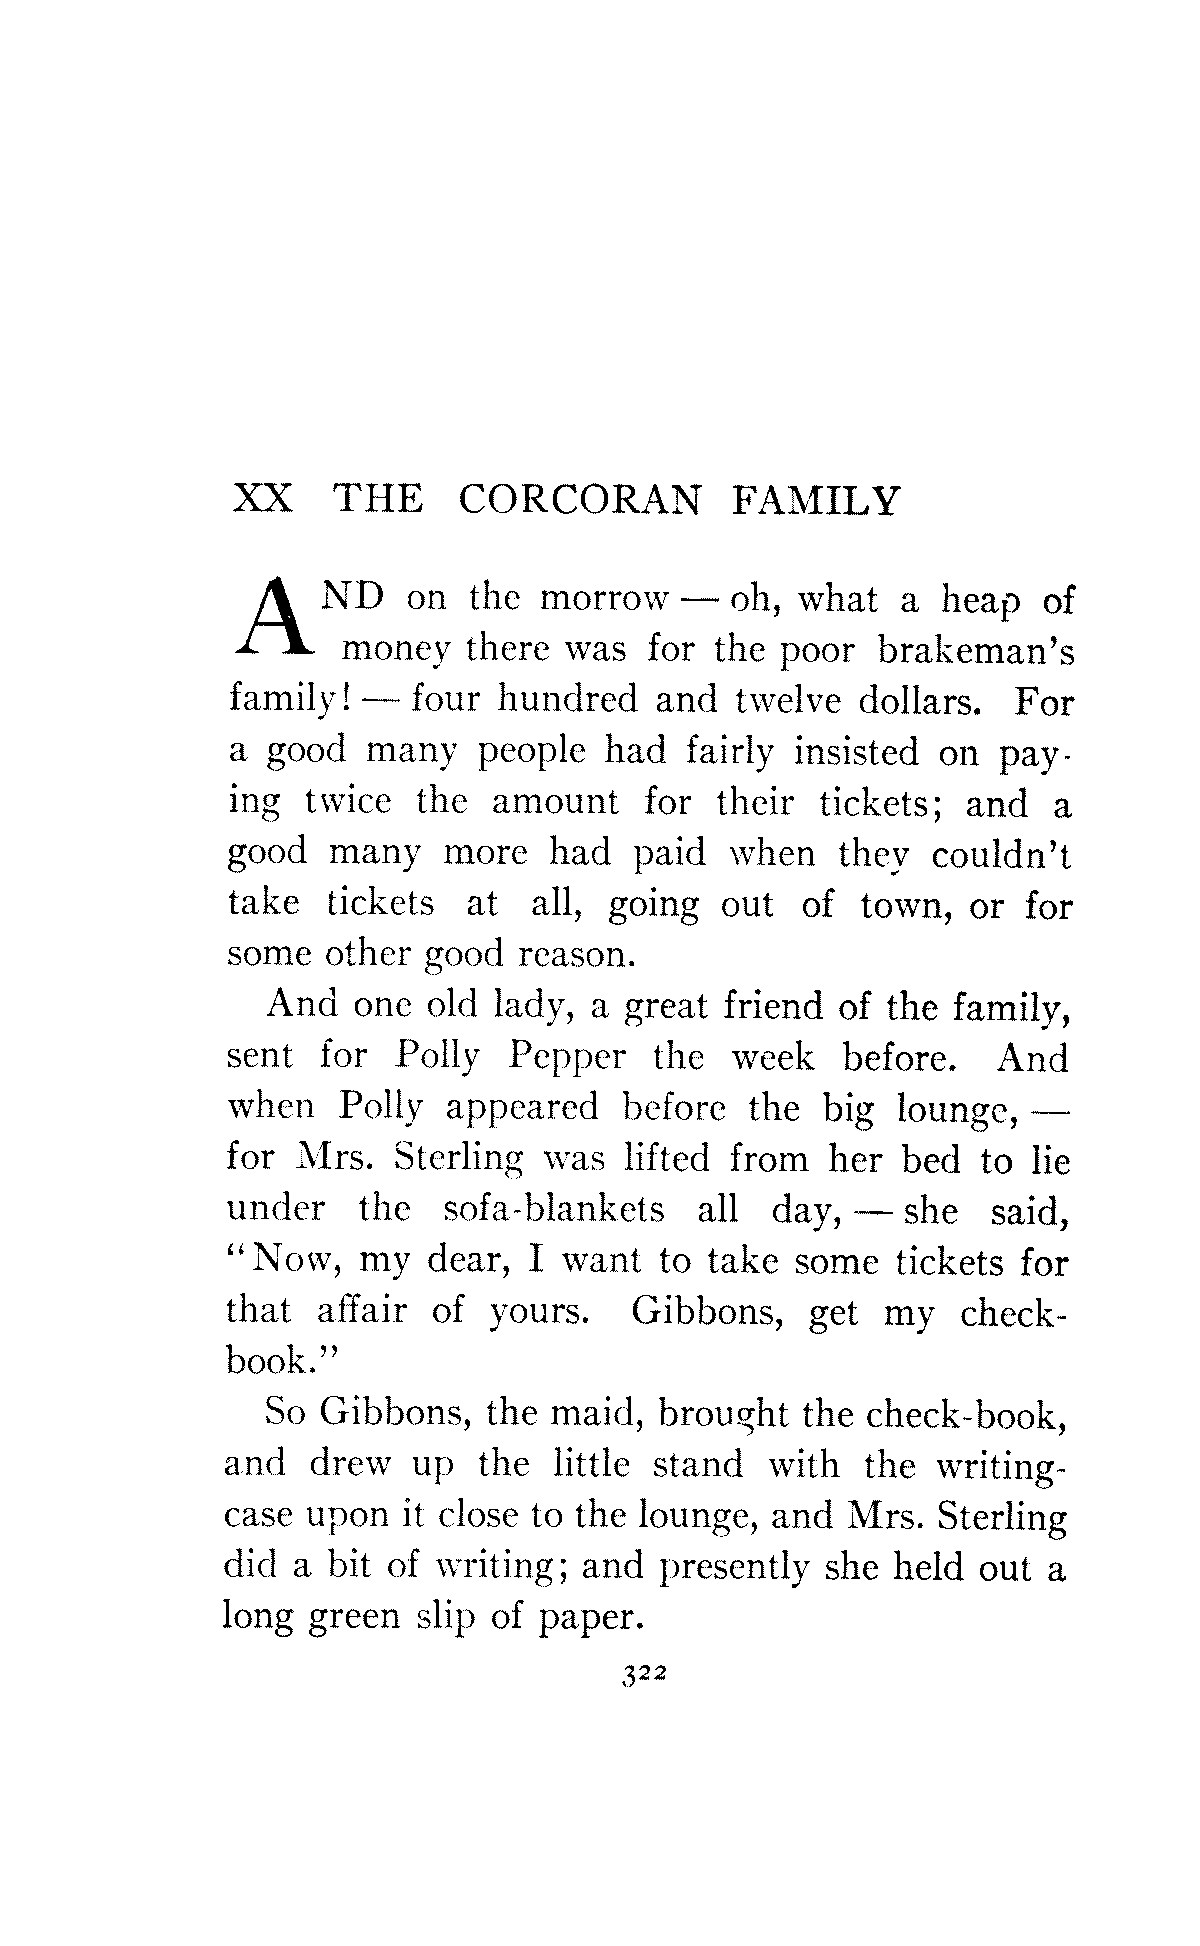 XX THE CORCORAN FAMILY
AND on the morrow — oh, what a heap of
money there was for the poor brakeman's
family! — four hundred and twelve dollars. For
a good many people had fairly insisted on pay-
ing twice the amount for their tickets; and a
good many more had paid when they couldn't
take tickets at all, going out of town, or for
some other good reason.
And one old lady, a great friend of the family,
sent for Polly Pepper the week before. And
when Polly appeared before the big lounge, —
for Mrs. Sterling was lifted from her bed to lie
under the sofa-blankets all day, — she said,
"Now, my dear, I want to take some tickets for
that affair of yours. Gibbons, get my check-
book."
So Gibbons, the maid, brought the check-book,
and drew up the little stand with the writing-
case upon it close to the lounge, and Mrs. Sterling
did a bit of writing; and presently she held out a
long green slip of paper.
322